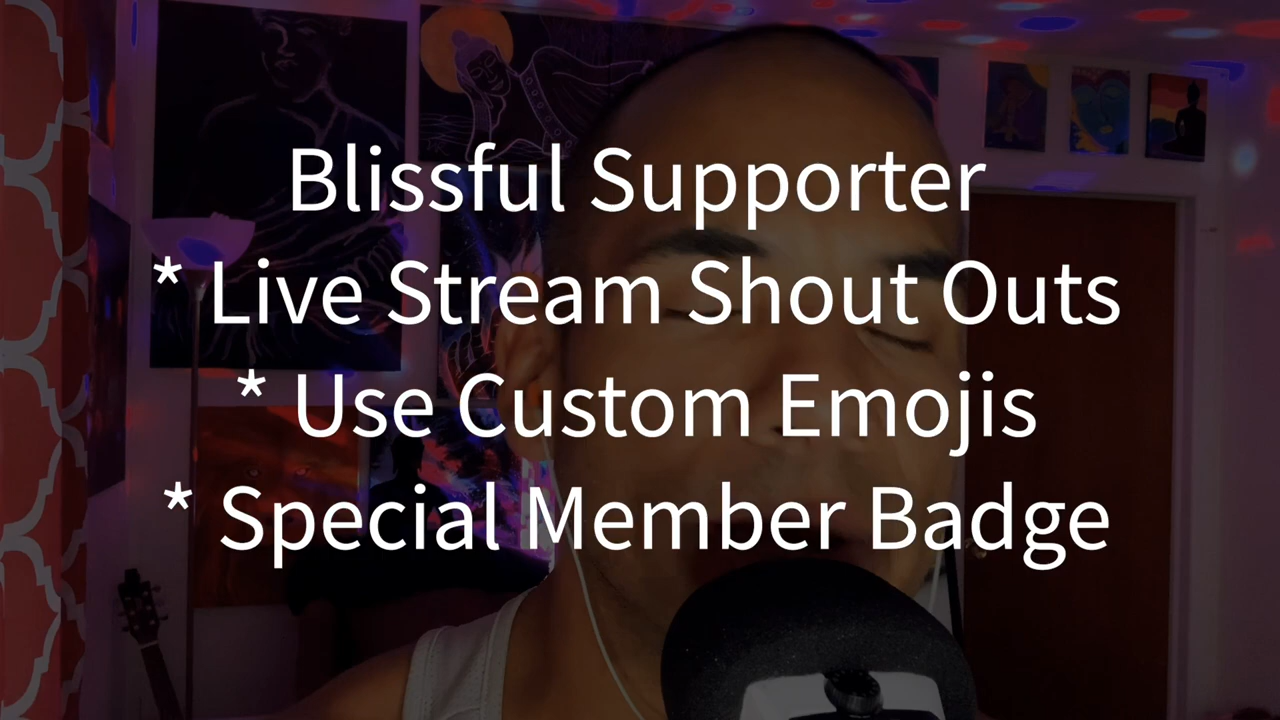 Blissful Supporter
* Live Stream Shout Outs
* Use Custom Emojis
* Special Member Badge